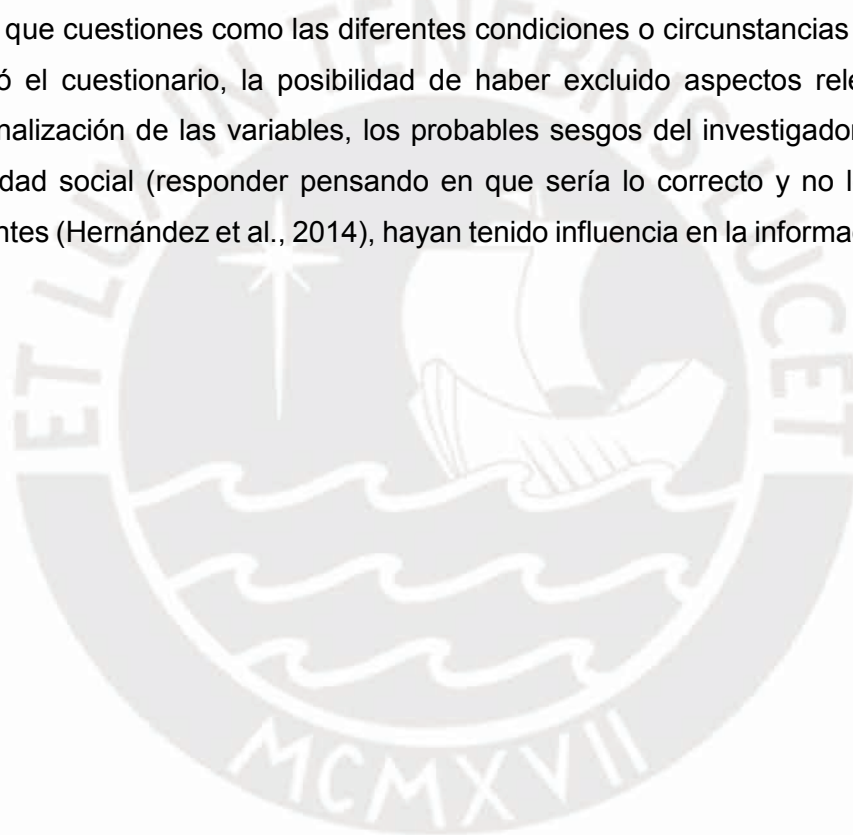 que cuestiones como las diferentes condiciones o circunstancias
ó el cuestionario, la posibilidad de haber excluido aspectos rele
nalización de las variables, los probables sesgos del investigador
dad social (responder pensando en que sería lo correcto y no l
ntes (Hernández et al., 2014), hayan tenido influencia en la informa
ET LUX IN TENEBRIS LUCET
MCMXVII